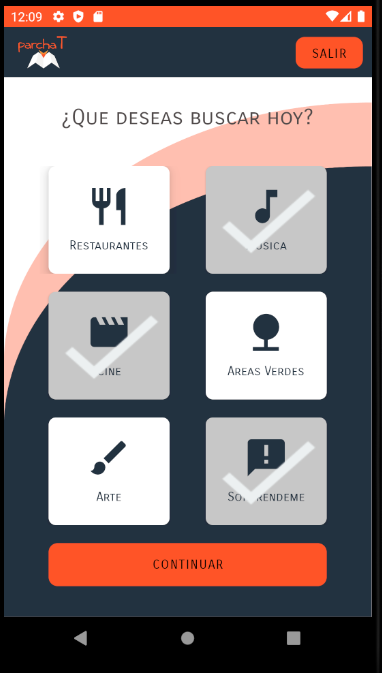 12:09
parchaT
SALIR
¿Que deseas buscar hoy?
Restaurantes
Areas Verdes
Arte
CONTINUAR